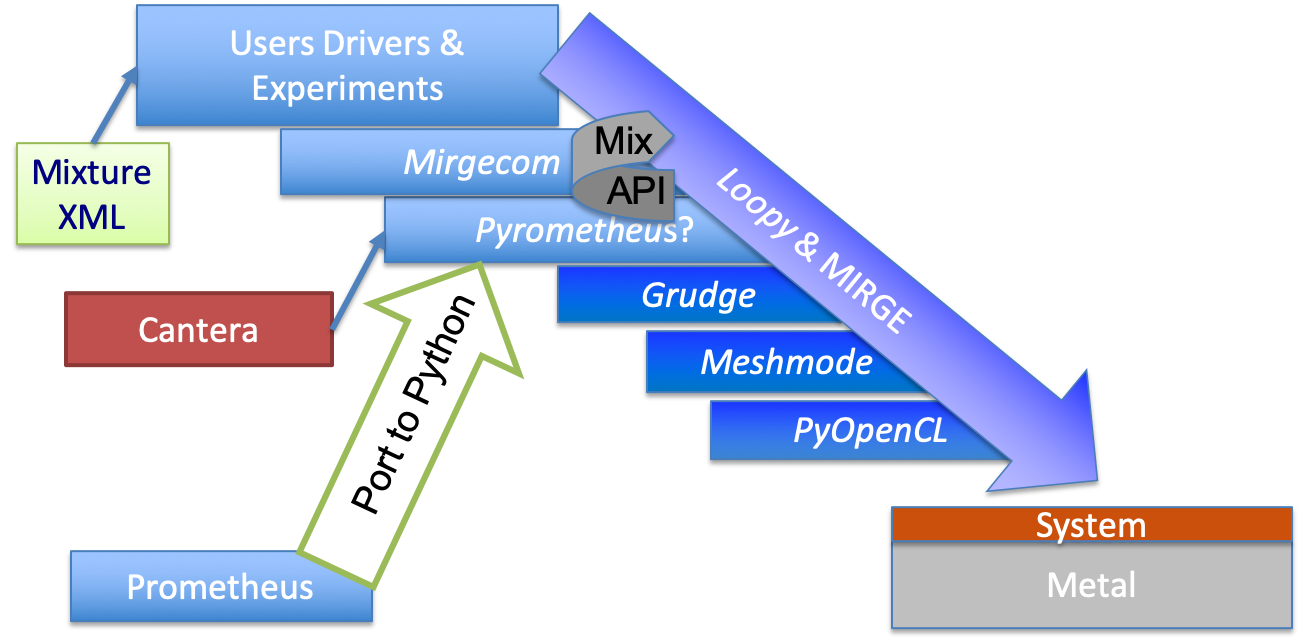 Users Drivers &
Experiments
Mixture
XML
Mirgecom
Mix
API
Pyrometheus?
Loopy & MIRGE
Cantera
Grudge
Meshmode
PyOpenCL
Port to Python
Prometheus
System
Metal